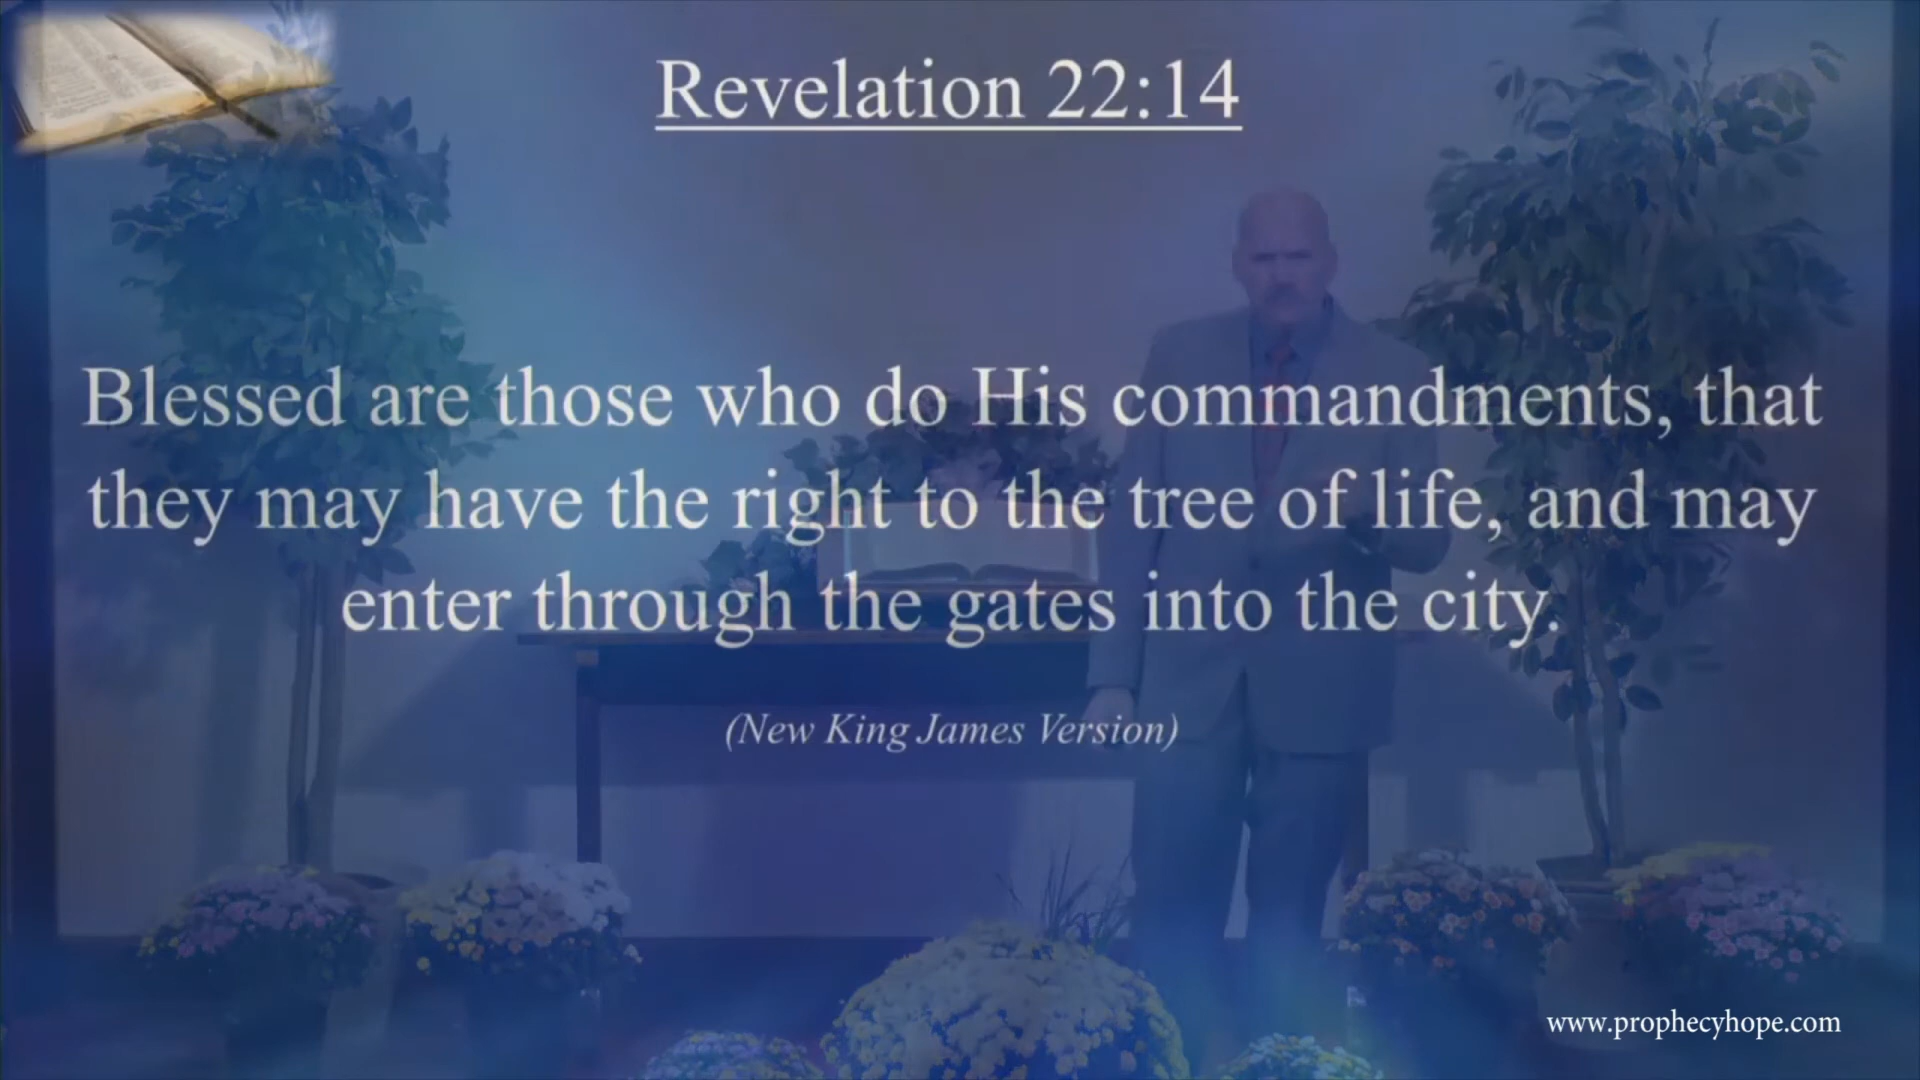 Revelation 22:14
Blessed are those who do His commandments, that
they may have the right to the tree of life, and may
enter through the gates into the city.
(New King James Version)
www.prophecyhope.com